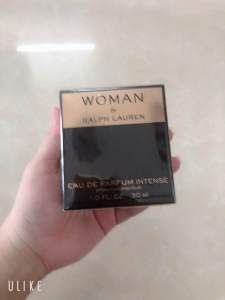 WOMAN
by
RALPH LAUREN
EAU DE PARFUM INTENSE
1.0 FL. OZ. 30 ml
ULIKE